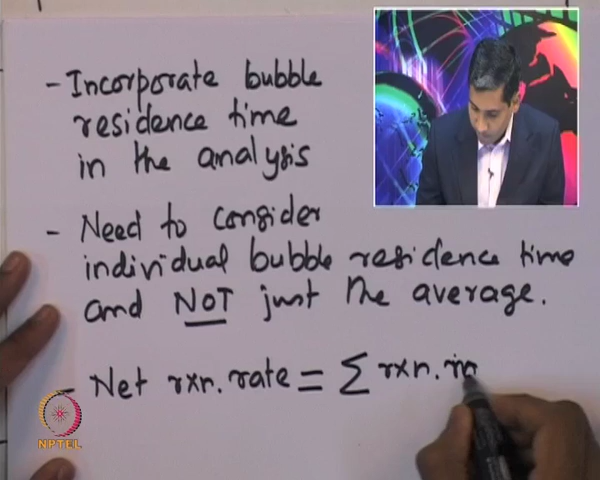 - Incorporate bubble
residence time
in the analysis
- Need to consider
individual bubble residence time
and NOT just the average.
- Net rxn. rate = ∑ rxn. in
NPTEL